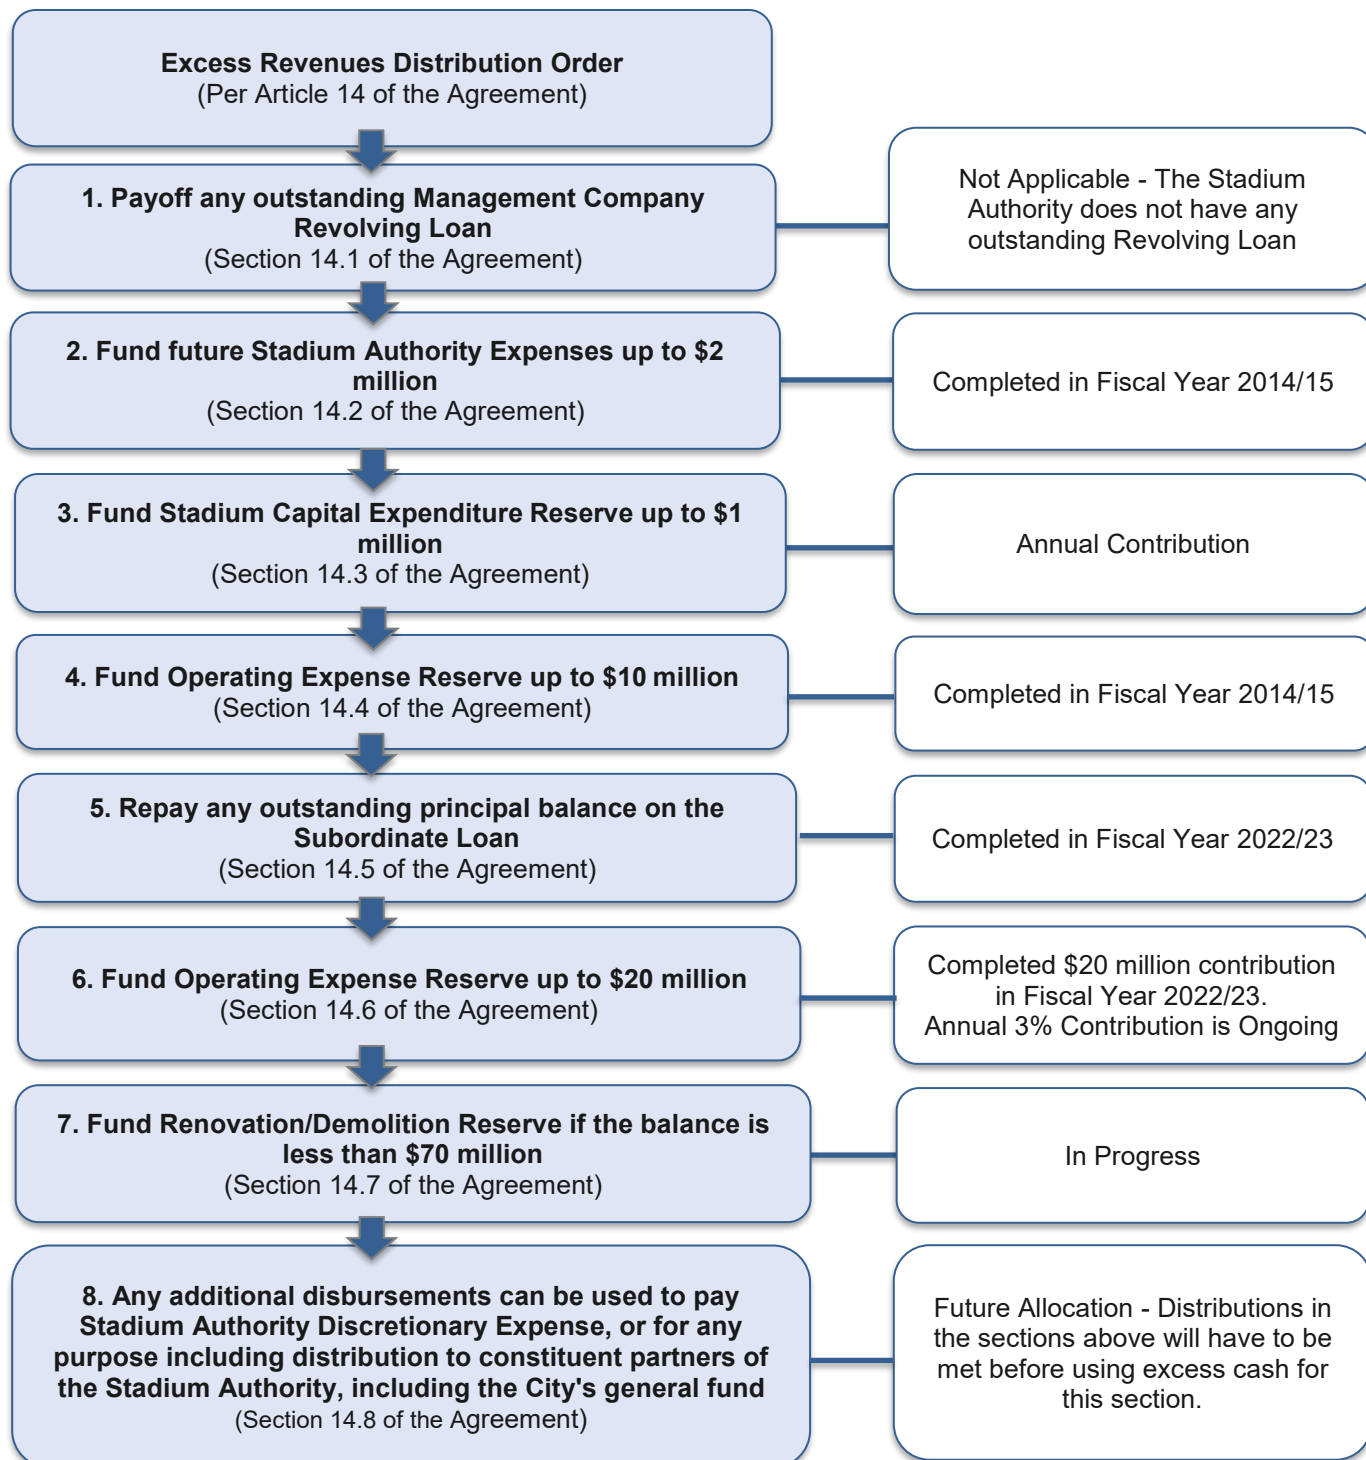 Excess Revenues Distribution Order
(Per Article 14 of the Agreement)
1. Payoff any outstanding Management Company
Revolving Loan
(Section 14.1 of the Agreement)
Not Applicable - The Stadium
Authority does not have any
outstanding Revolving Loan
2. Fund future Stadium Authority Expenses up to $2
million
(Section 14.2 of the Agreement)
Completed in Fiscal Year 2014/15
3. Fund Stadium Capital Expenditure Reserve up to $1
million
(Section 14.3 of the Agreement)
Annual Contribution
4. Fund Operating Expense Reserve up to $10 million
(Section 14.4 of the Agreement)
Completed in Fiscal Year 2014/15
5. Repay any outstanding principal balance on the
Subordinate Loan
(Section 14.5 of the Agreement)
Completed in Fiscal Year 2022/23
6. Fund Operating Expense Reserve up to $20 million
(Section 14.6 of the Agreement)
Completed $20 million contribution
in Fiscal Year 2022/23.
Annual 3% Contribution is Ongoing
7. Fund Renovation/Demolition Reserve if the balance is
less than $70 million
(Section 14.7 of the Agreement)
In Progress
8. Any additional disbursements can be used to pay
Stadium Authority Discretionary Expense, or for any
purpose including distribution to constituent partners of
the Stadium Authority, including the City's general fund
(Section 14.8 of the Agreement)
Future Allocation - Distributions in
the sections above will have to be
met before using excess cash for
this section.